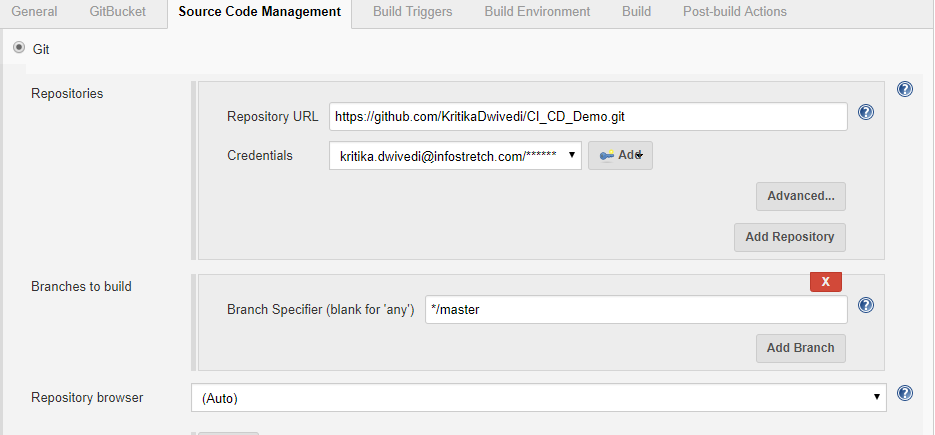 General GitBucket Source Code Management Build Triggers Build Environment Build Post-build Actions
Git
Repositories
Repository URL https://github.com/KritikaDwivedi/CI_CD_Demo.git
Credentials kritika.dwivedi@infostretch.com/****** Add
Advanced...
Add Repository
Branches to build
X
Branch Specifier (blank for 'any') */master
Add Branch
Repository browser (Auto)